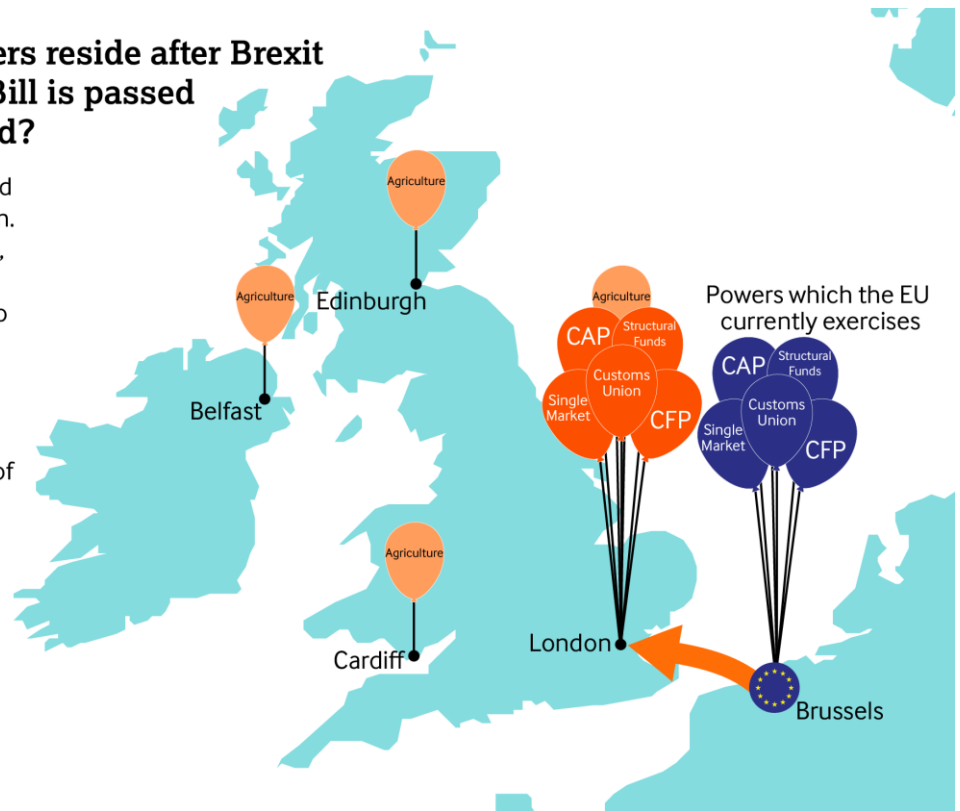 ers reside after Brexit
Bill is passed
d?
d
n.
,
o
of
Agriculture
Edinburgh
Agriculture
Belfast
Agriculture
Cardiff
Agriculture
CAP
Structural
Funds
Customs
Union
Single
Market
CFP
London
Powers which the EU
currently exercises
CAP
Structural
Funds
Customs
Union
Single
Market
CFP
Brussels